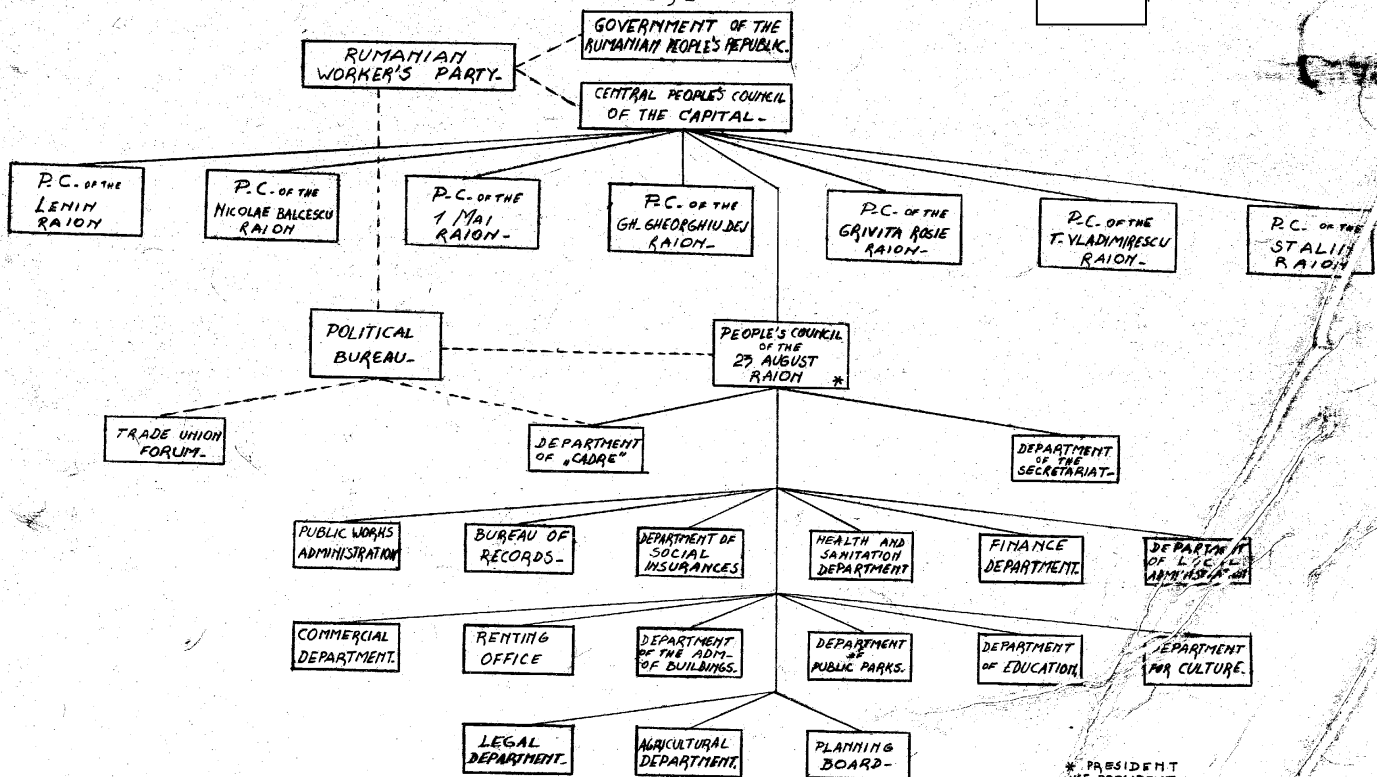 GOVERNMENT OF THE
RUMANIAN PEOPLE'S REPUBLIC.
RUMANIAN
WORKER'S PARTY-
CENTRAL PEOPLE'S COUNCIL
OF THE CAPITAL-
P.C. OF THE
LENIN
RAION
P.C. OF THE
NICOLAE BALCESCU
RAION
P.C. OF THE
1 MAI
RAION-
P.C. OF THE
GH. GHEORGHIU DEJ
RAION-
P.C. OF THE
GRIVITA ROSIE
RAION-
P.C. OF THE
T. VLADIMIRESCU
RAION-
P.C. OF THE
STALIN
RAION
POLITICAL
BUREAU-
PEOPLE'S COUNCIL
OF THE
23 AUGUST
RAION *
TRADE UNION
FORUM-
DEPARTMENT
OF „CADRE"
DEPARTMENT
OF THE
SECRETARIAT-
PUBLIC WORKS
ADMINISTRATION
BUREAU OF
RECORDS-
DEPARTMENT OF
SOCIAL
INSURANCES
HEALTH AND
SANITATION
DEPARTMENT
FINANCE
DEPARTMENT.
DEPARTMENT
OF LOCAL
ADMINISTRATION
COMMERCIAL
DEPARTMENT.
RENTING
OFFICE
DEPARTMENT
OF THE ADM-
OF BUILDINGS.
DEPARTMENT
OF
PUBLIC PARKS.
DEPARTMENT
OF EDUCATION.
DEPARTMENT
FOR CULTURE.
LEGAL
DEPARTMENT-
AGRICULTURAL
DEPARTMENT.
PLANNING
BOARD-
* PRESIDENT